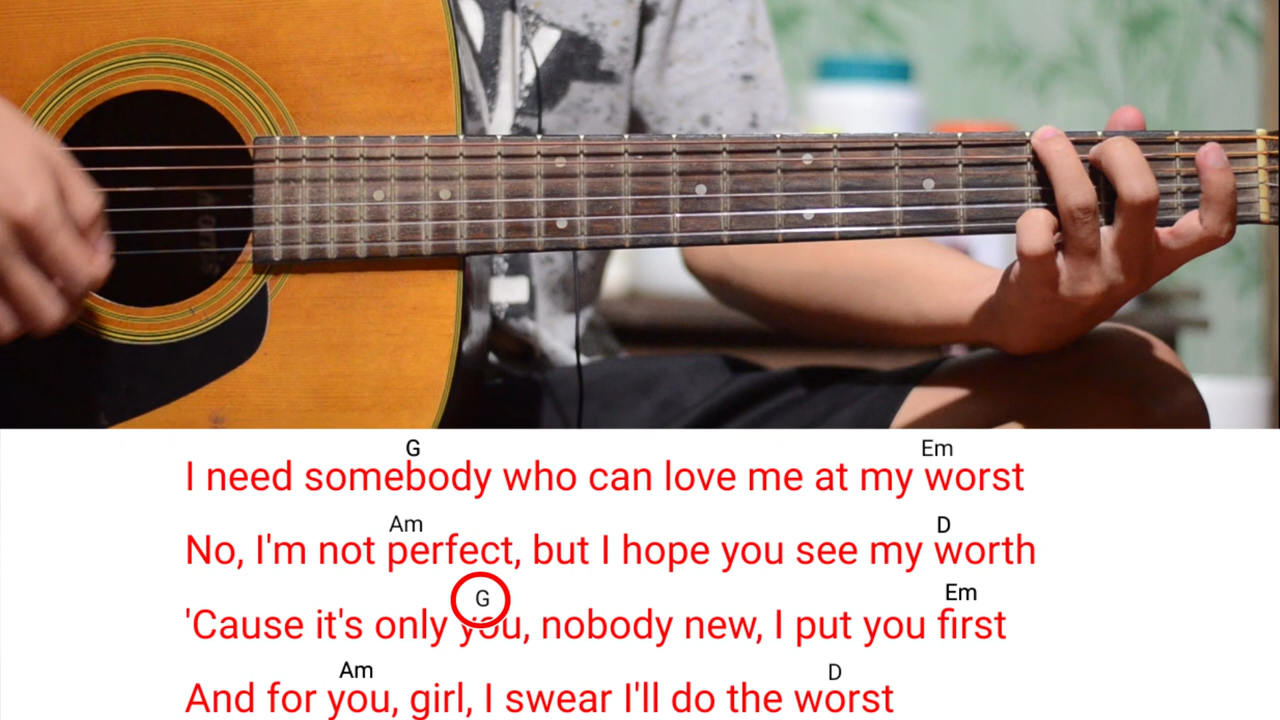 G Em
I need somebody who can love me at my worst
Am D
No, I'm not perfect, but I hope you see my worth
G Em
'Cause it's only you, nobody new, I put you first
Am D
And for you, girl, I swear I'll do the worst